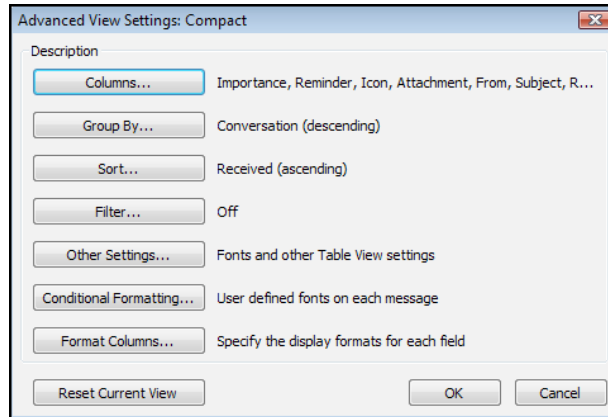 Advanced View Settings: Compact
Description
Columns... Importance, Reminder, Icon, Attachment, From, Subject, R...
Group By... Conversation (descending)
Sort... Received (ascending)
Filter... Off
Other Settings... Fonts and other Table View settings
Conditional Formatting... User defined fonts on each message
Format Columns... Specify the display formats for each field
Reset Current View OK Cancel